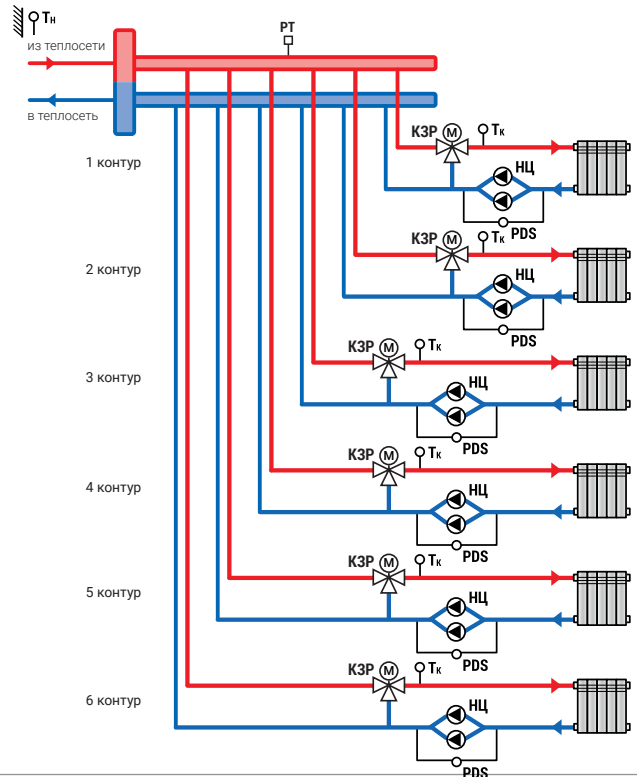 Tн
РТ
из теплосети
в теплосеть
КЗР
М
Тк
1 контур
НЦ
PDS
КЗР
М
Тк
2 контур
НЦ
PDS
КЗР
М
Тк
3 контур
НЦ
PDS
КЗР
М
Тк
4 контур
НЦ
PDS
КЗР
М
Тк
5 контур
НЦ
PDS
КЗР
М
Тк
6 контур
НЦ
PDS